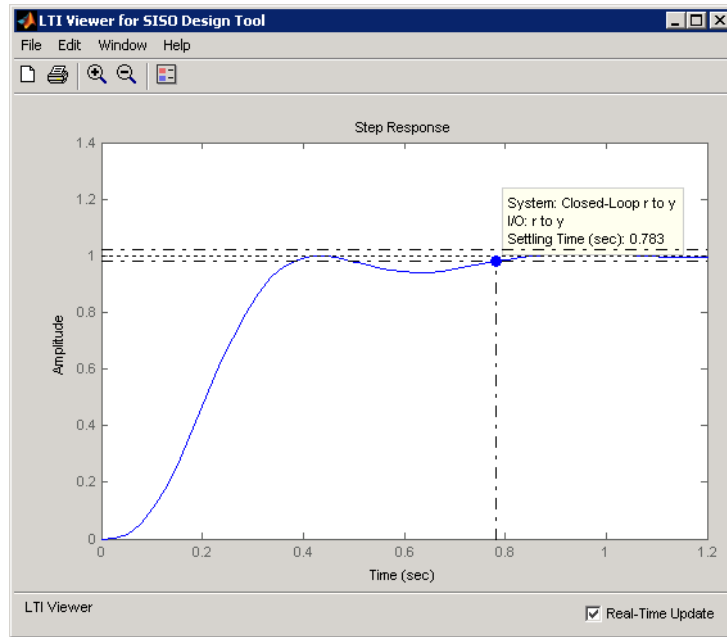 LTI Viewer for SISO Design Tool
File Edit Window Help
Step Response
1.4
1.2
1
0.8
0.6
0.4
0.2
0
Amplitude
System: Closed-Loop r to y
I/O: r to y
Settling Time (sec): 0.783
0 0.2 0.4 0.6 0.8 1 1.2
Time (sec)
LTI Viewer
Real-Time Update